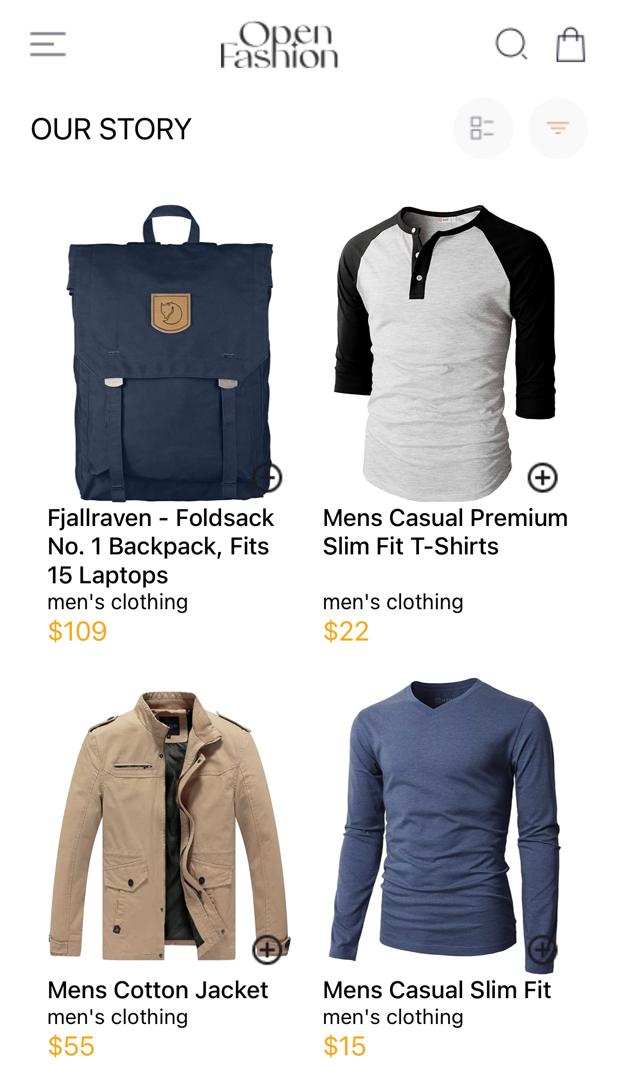 Open
Fashion
OUR STORY
Fjallraven - Foldsack
No. 1 Backpack, Fits
15 Laptops
men's clothing
$109
Mens Casual Premium
Slim Fit T-Shirts
men's clothing
$22
Mens Cotton Jacket
men's clothing
$55
Mens Casual Slim Fit
men's clothing
$15